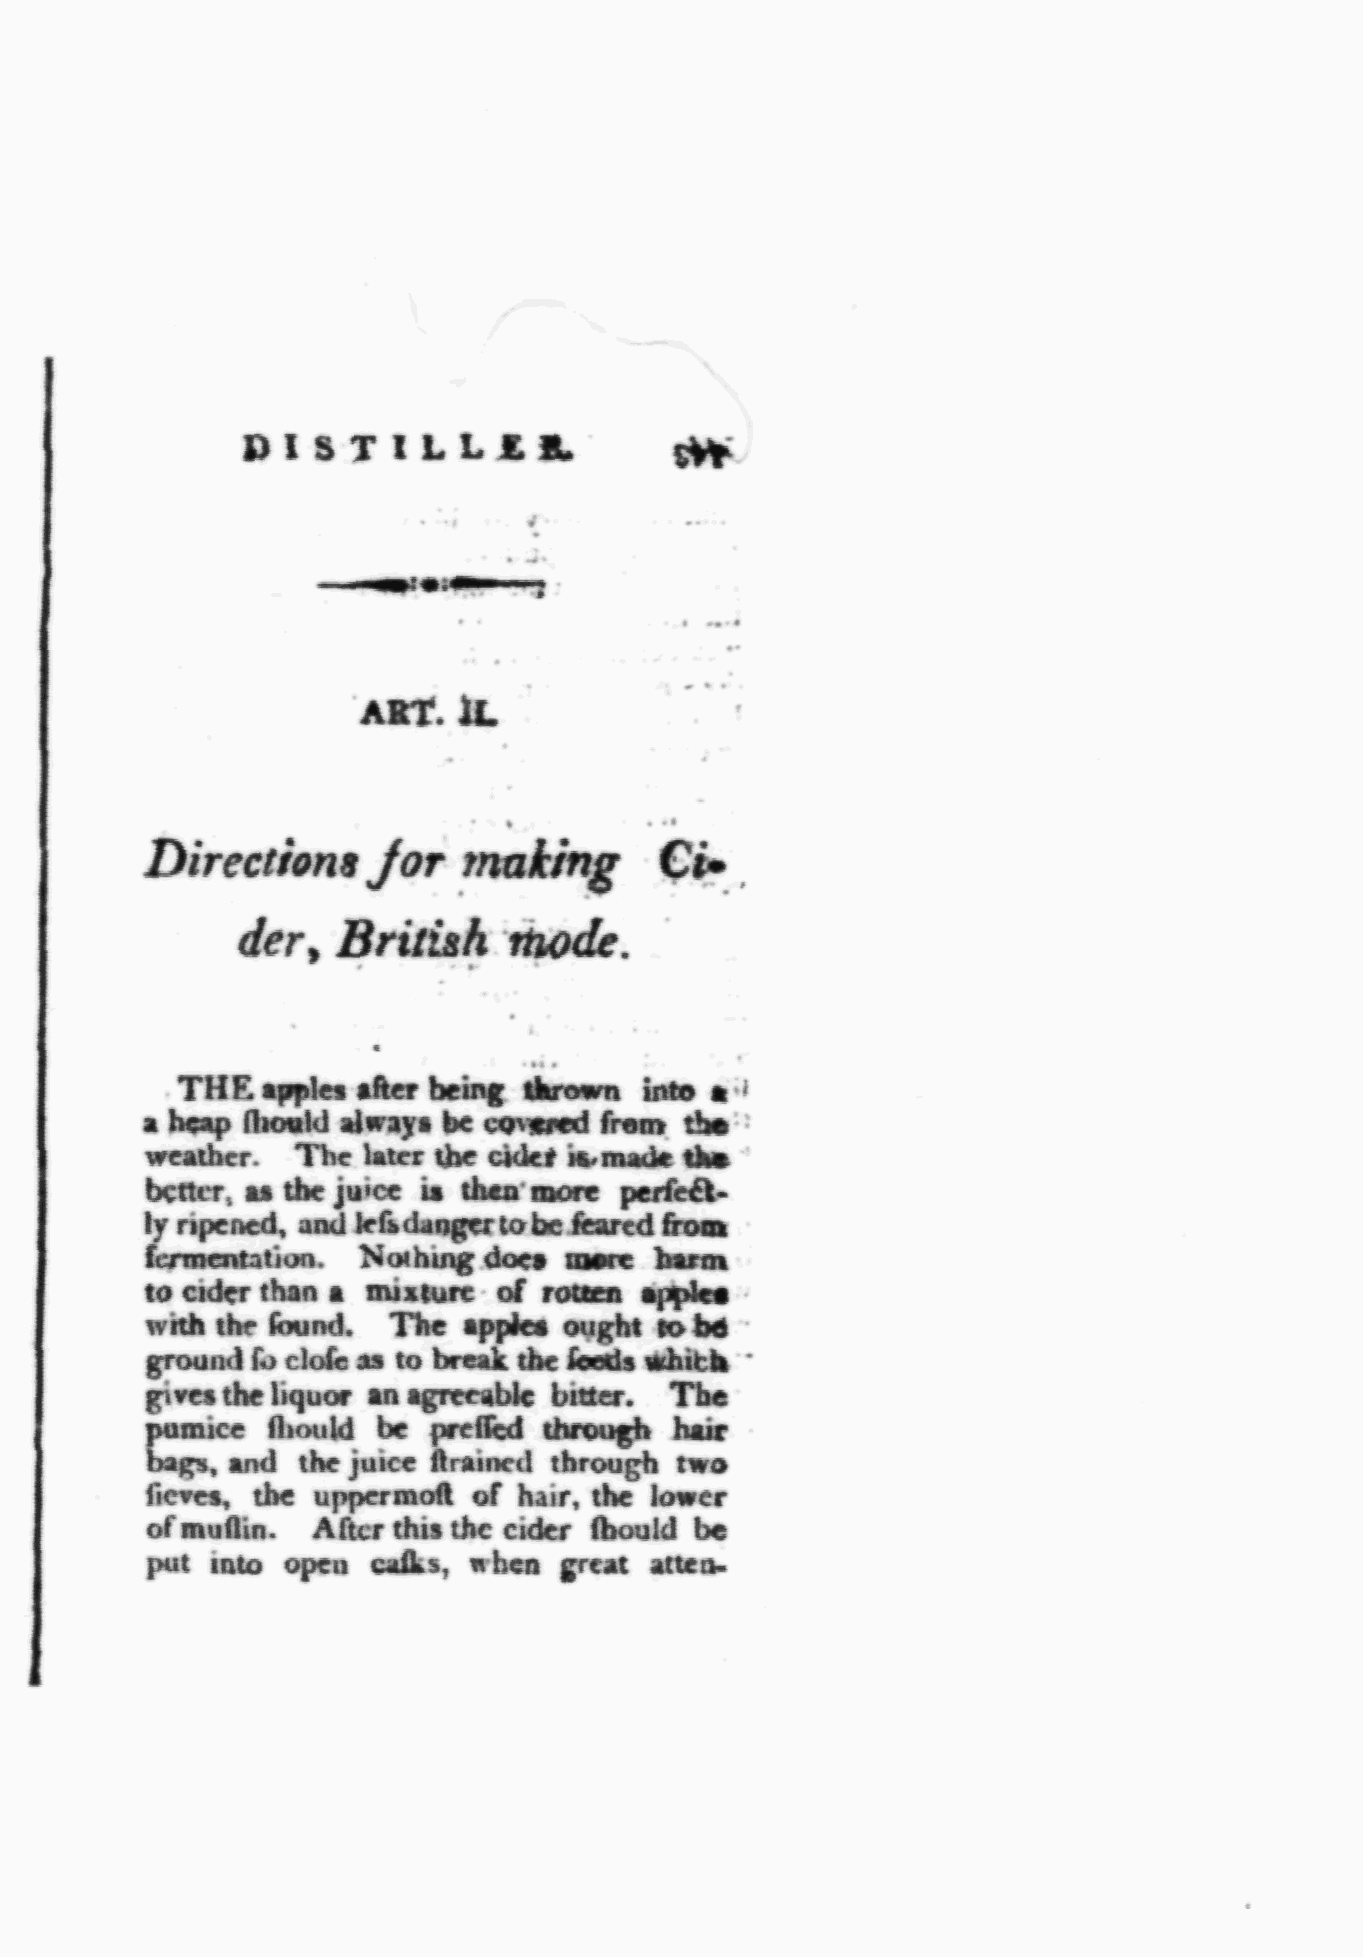 DISTILLER.
ART. II.
Directions for making Ci-
der, British mode.
THE apples after being thrown into a
a heap ſhould always be covered from the
weather. The later the cider is made the
better, as the juice is then more perfect-
ly ripened, and leſs danger to be feared from
fermentation. Nothing does more harm
to cider than a mixture of rotten apples
with the ſound. The apples ought to be
ground ſo cloſe as to break the ſeeds which
gives the liquor an agreeable bitter. The
pumice ſhould be preſſed through hair
bags, and the juice ſtrained through two
ſieves, the uppermoſt of hair, the lower
of muſlin. After this the cider ſhould be
put into open caſks, when great atten-